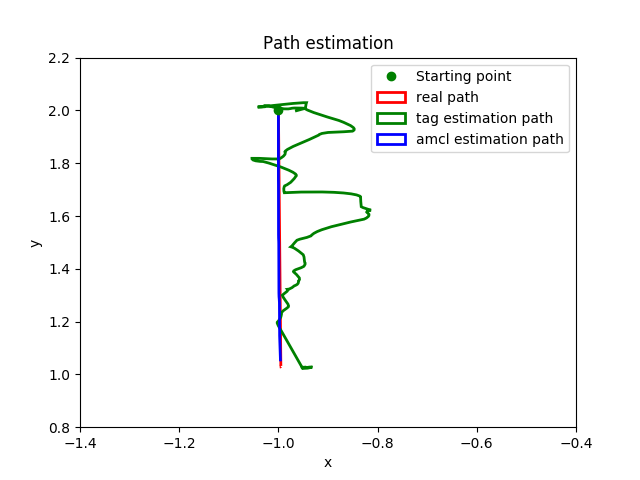 Path estimation
Starting point
real path
tag estimation path
amcl estimation path
2.2
2.0
1.8
1.6
1.4
1.2
1.0
0.8
y
−1.4 −1.2 −1.0 −0.8 −0.6 −0.4
x